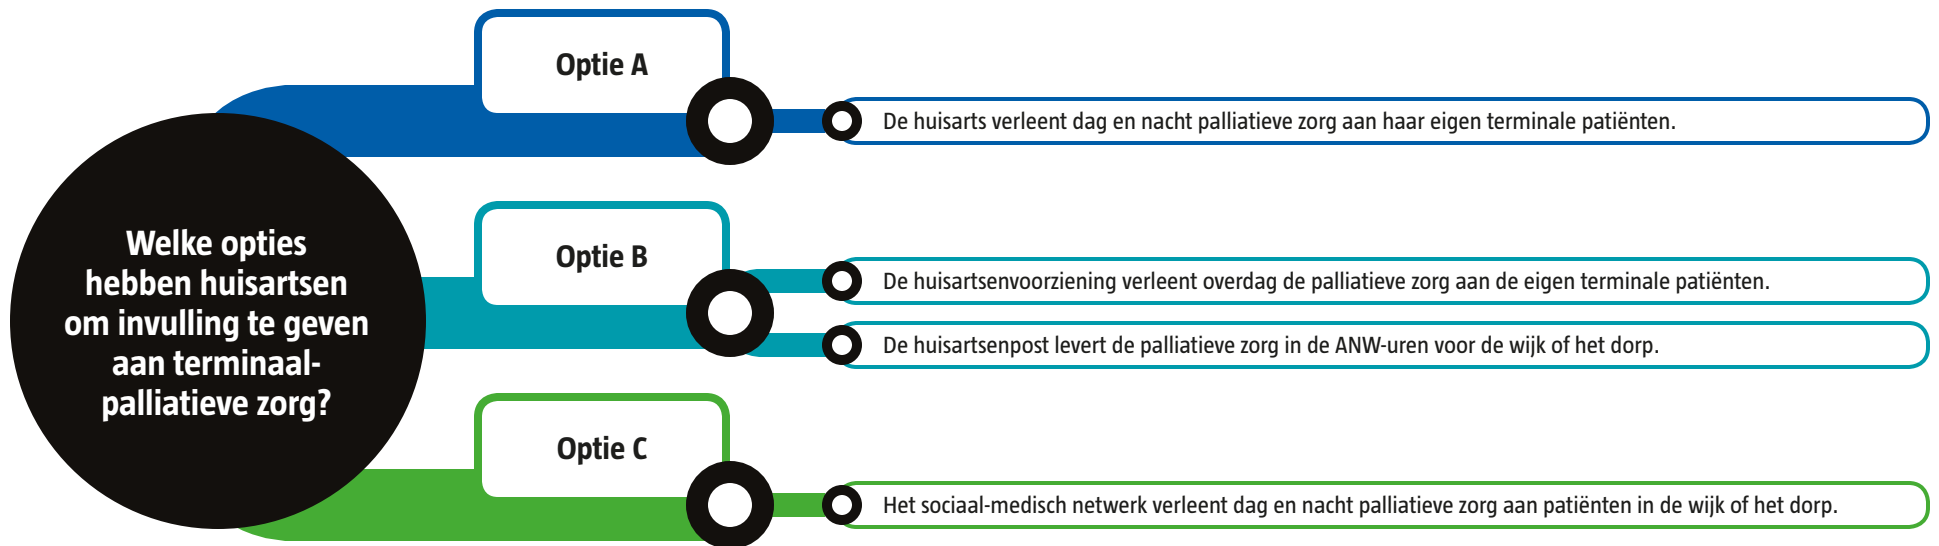 Welke opties
hebben huisartsen
om invulling te geven
aan terminaal-
palliatieve zorg?
Optie A
De huisarts verleent dag en nacht palliatieve zorg aan haar eigen terminale patiënten.
Optie B
De huisartsenvoorziening verleent overdag de palliatieve zorg aan de eigen terminale patiënten.
De huisartsenpost levert de palliatieve zorg in de ANW-uren voor de wijk of het dorp.
Optie C
Het sociaal-medisch netwerk verleent dag en nacht palliatieve zorg aan patiënten in de wijk of het dorp.